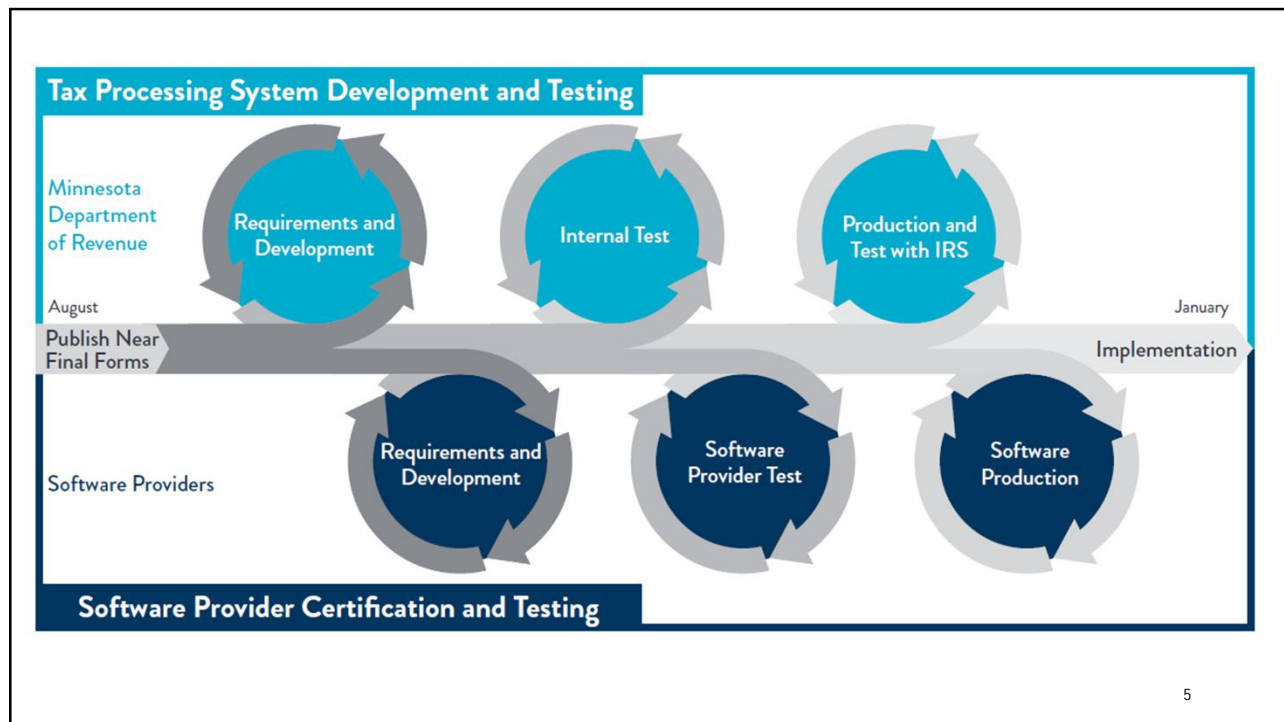 Tax Processing System Development and Testing
Minnesota
Department
of Revenue
Requirements and
Development
Internal Test
Production and
Test with IRS
August
January
Publish Near
Final Forms
Implementation
Software Providers
Requirements and
Development
Software
Provider Test
Software
Production
Software Provider Certification and Testing
5